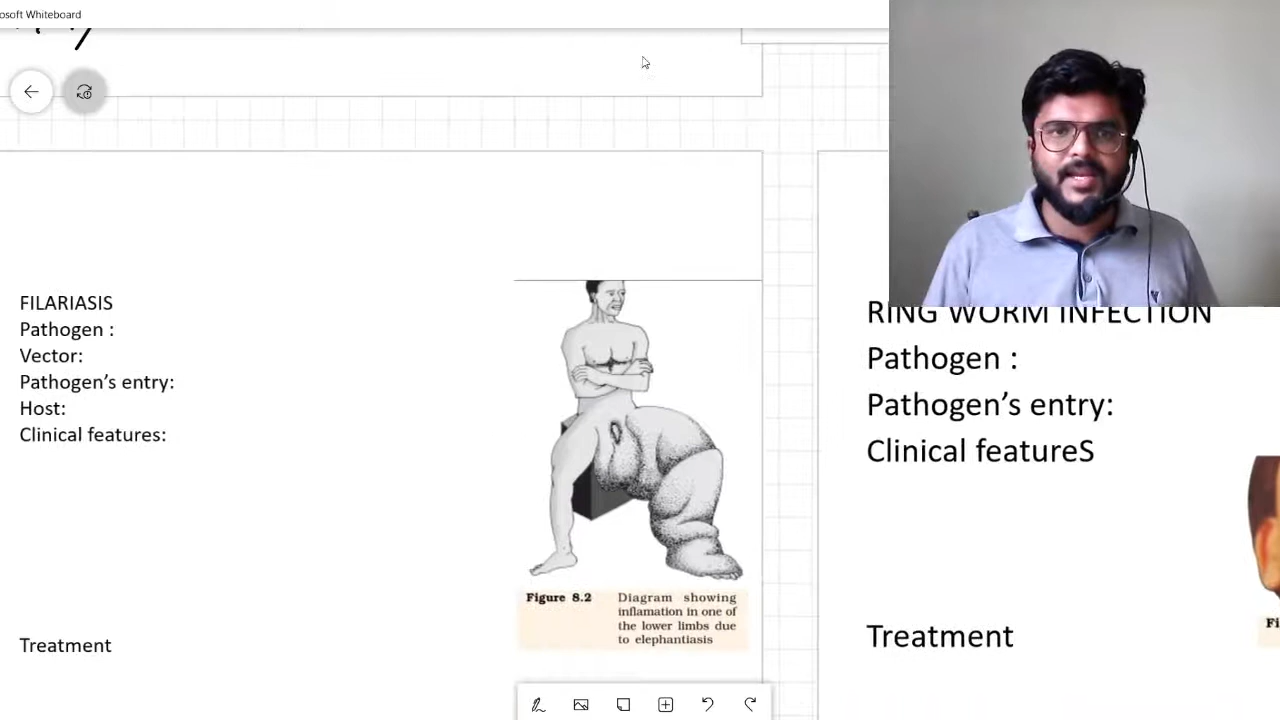 osoft Whiteboard
FILARIASIS
Pathogen :
Vector:
Pathogen’s entry:
Host:
Clinical features:
Treatment
Figure 8.2 Diagram showing
inflamation in one of
the lower limbs due
to elephantiasis
RING WORM INFECTION
Pathogen :
Pathogen’s entry:
Clinical featureS
Treatment
Fi